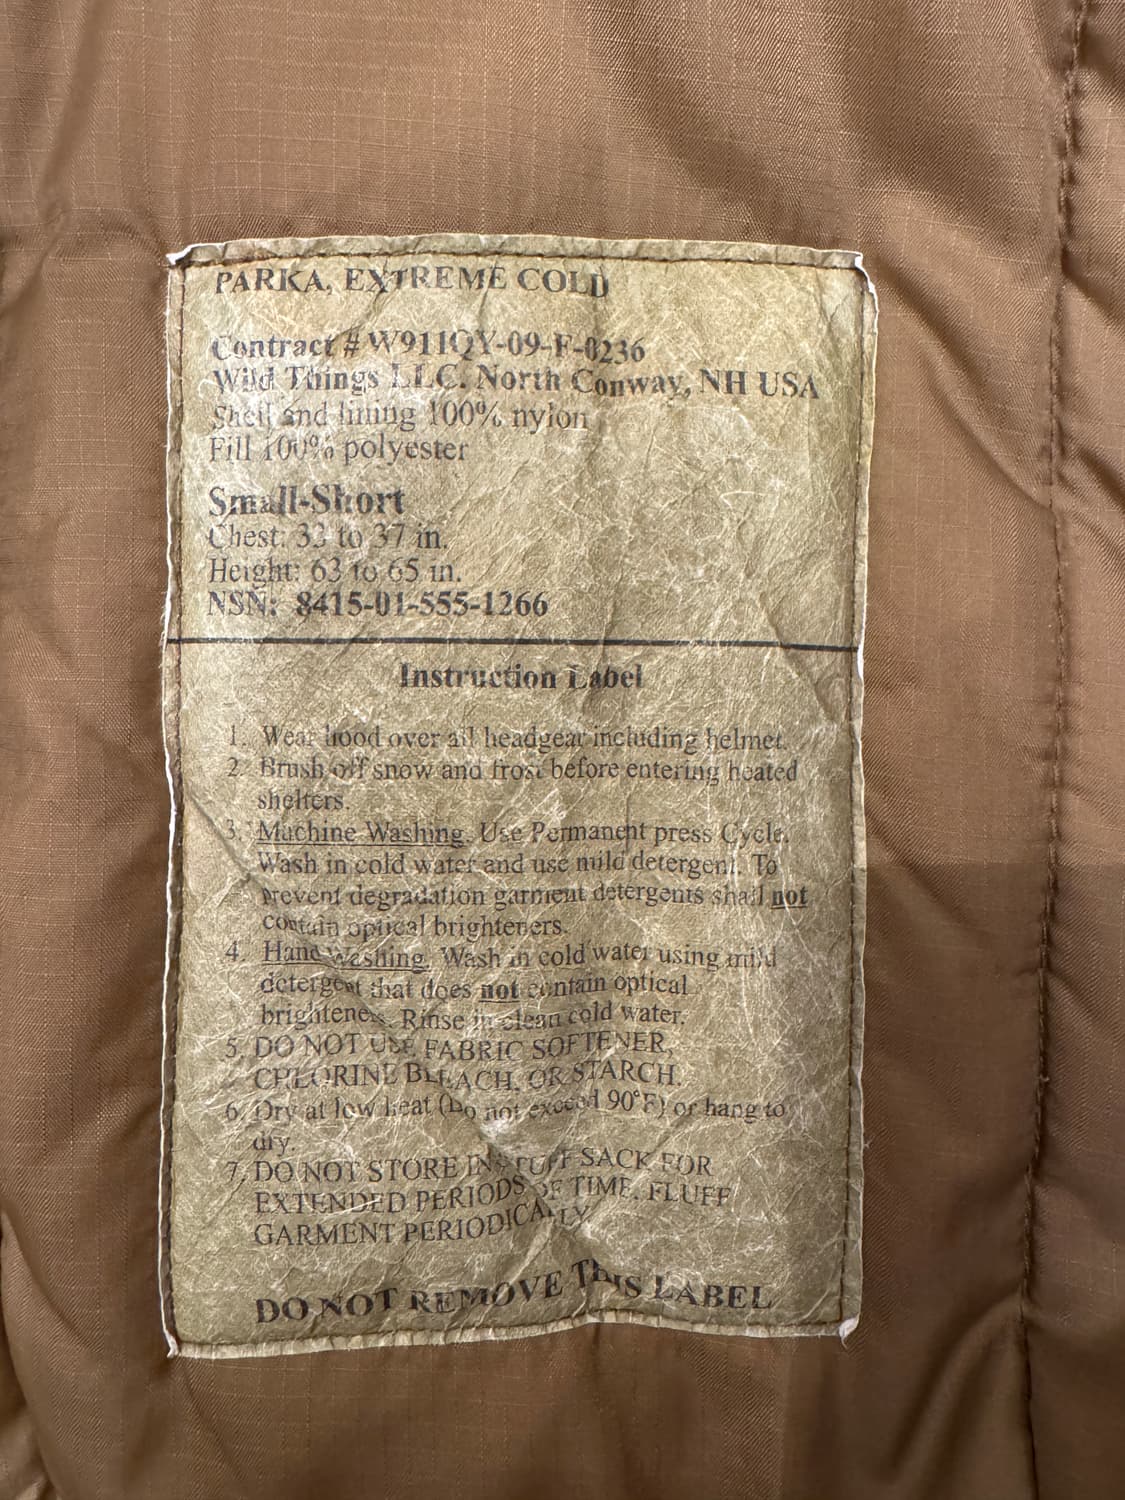 PARKA, EXTREME COLD
Contract # W911QY-09-F-0236
Wild Things LLC. North Conway, NH USA
Shell and lining 100% nylon
Fill 100% polyester
Small-Short
Chest: 33 to 37 in.
Height: 63 to 65 in.
NSN: 8415-01-555-1266
Instruction Label
1. Wear hood over all headgear including helmet.
2. Brush off snow and frost before entering heated
shelters.
3. Machine Washing. Use Permanent press Cycle.
Wash in cold water and use mild detergent. To
prevent degradation garment detergents shall not
contain optical brighteners.
4. Hand Washing. Wash in cold water using mild
detergent that does not contain optical
brighteners. Rinse in clean cold water.
5. DO NOT USE FABRIC SOFTENER,
CHLORINE BLEACH, OR STARCH.
6. Dry at low heat (Do not exceed 90°F) or hang to
dry.
7. DO NOT STORE IN STUFF SACK FOR
EXTENDED PERIODS OF TIME. FLUFF
GARMENT PERIODICALLY
DO NOT REMOVE THIS LABEL